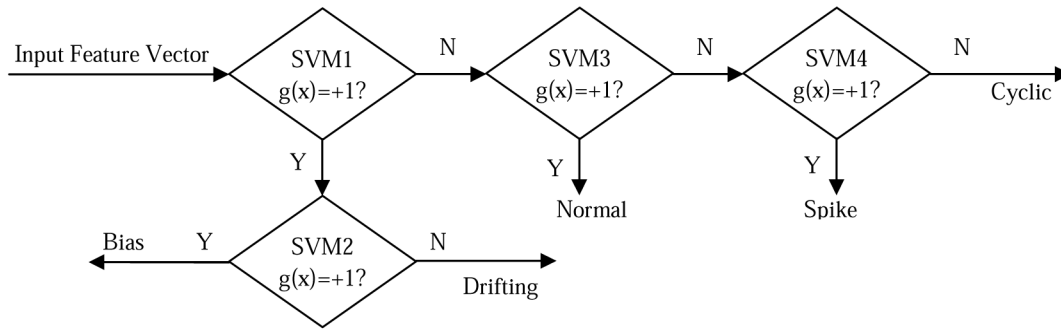 Input Feature Vector
SVM1
g(x)=+1?
N
SVM3
g(x)=+1?
N
SVM4
g(x)=+1?
N
Cyclic
Y
Y
Y
Normal
Spike
Bias
Y
SVM2
g(x)=+1?
N
Drifting